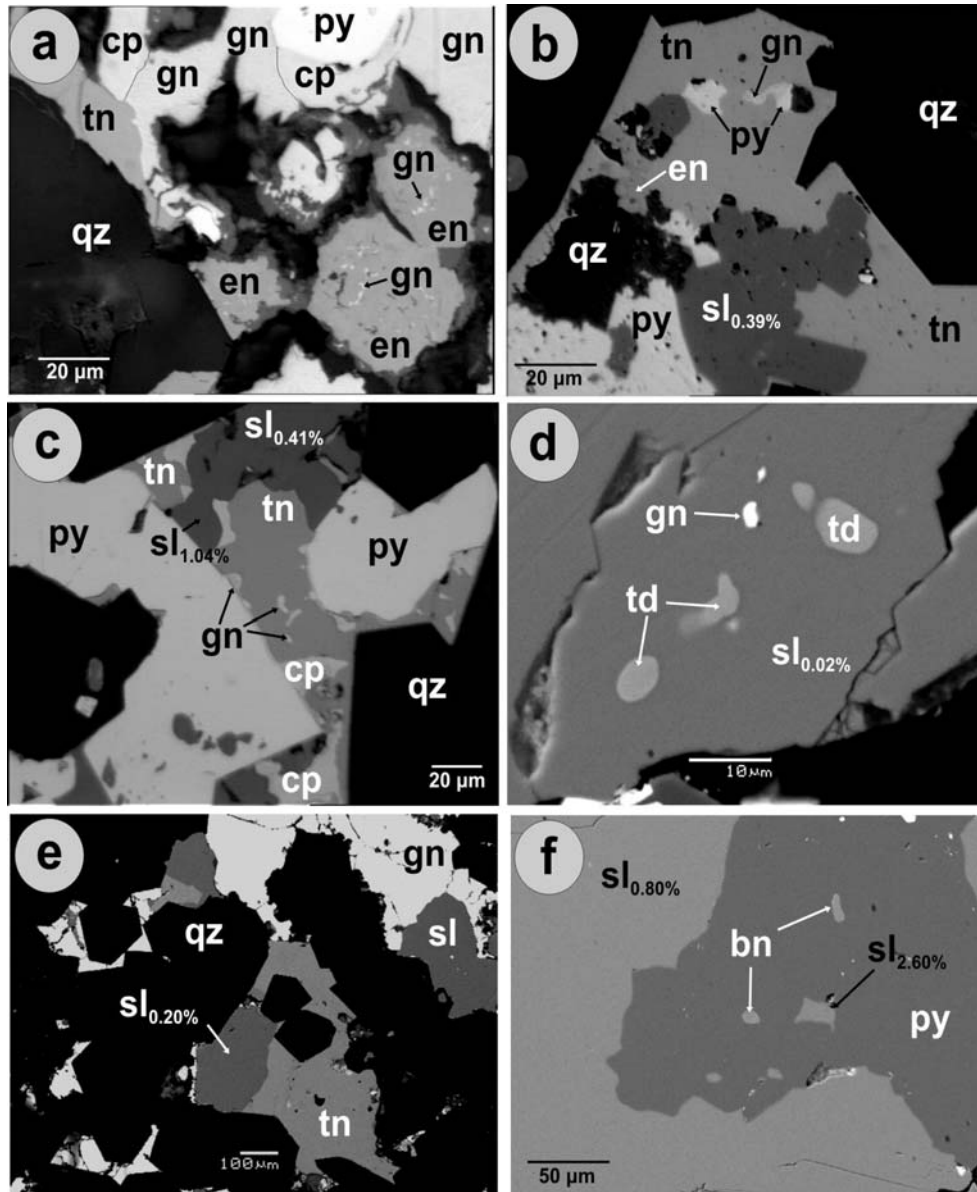 a
cp
gn
py
gn
gn
cp
gn
tn
gn
en
qz
en
gn
en
20 µm
b
tn
gn
qz
py
en
qz
sl0.39%
py
tn
20 µm
c
sl0.41%
tn
tn
py
sl1.04%
py
gn
cp
qz
cp
20 µm
d
gn
td
td
sl0.02%
10µm
e
gn
qz
sl
sl0.20%
tn
100µm
f
sl0.80%
bn
sl2.60%
py
50 µm